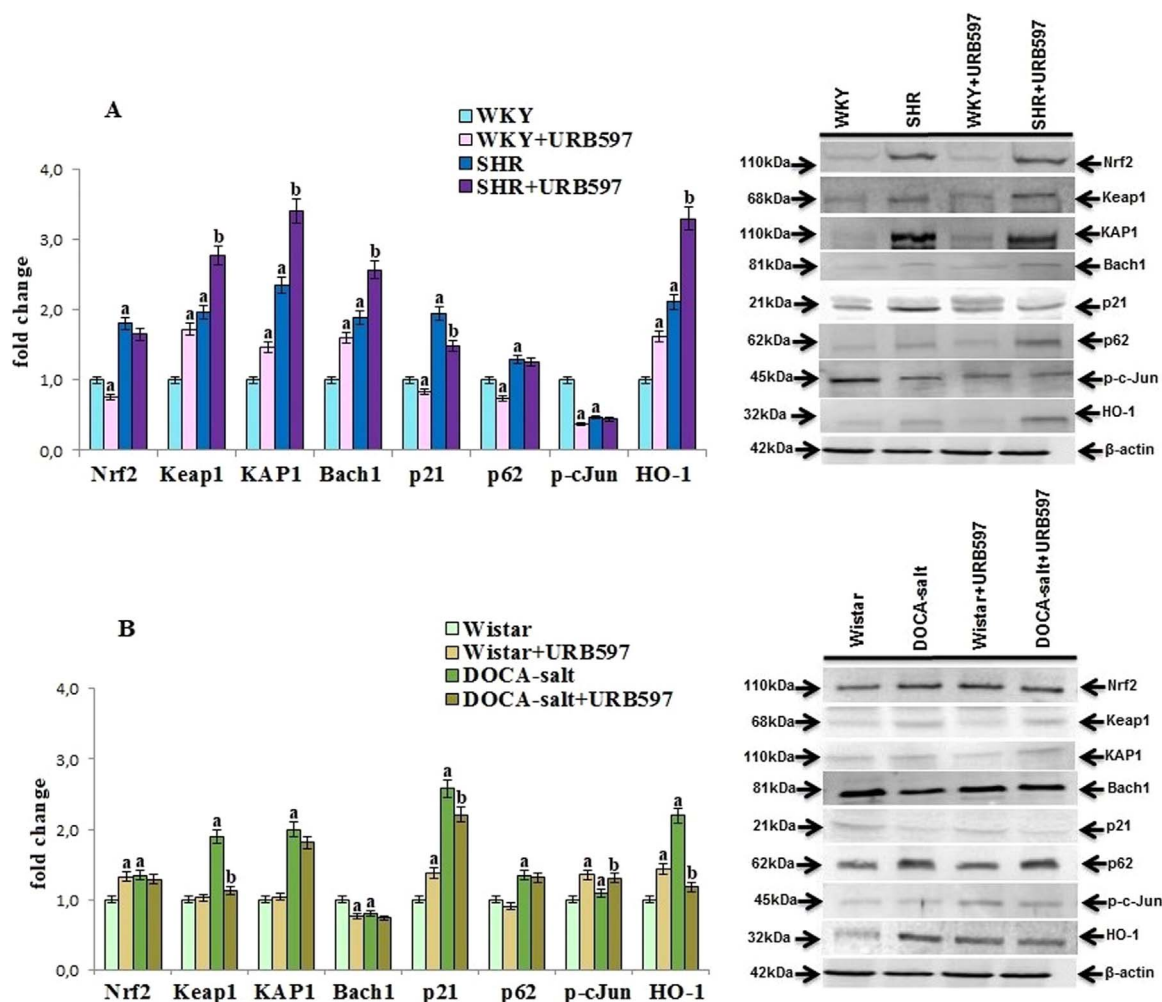 A
WKY
WKY+URB597
SHR
SHR+URB597
fold change
4,0
3,0
2,0
1,0
0,0
a a
a a b
a a b
a a b
a a b
a a
a a
a a b
Nrf2 Keap1 KAP1 Bach1 p21 p62 p-cJun HO-1
WKY SHR WKY+URB597 SHR+URB597
110kDa Nrf2
68kDa Keap1
110kDa KAP1
81kDa Bach1
21kDa p21
62kDa p62
45kDa p-c-Jun
32kDa HO-1
42kDa β-actin
B
Wistar
Wistar+URB597
DOCA-salt
DOCA-salt+URB597
fold change
4,0
3,0
2,0
1,0
0,0
a a
a b
a
a a
a a b
a
a a b
a a b
Nrf2 Keap1 KAP1 Bach1 p21 p62 p-cJun HO-1
Wistar DOCA-salt Wistar+URB597 DOCA-salt+URB597
110kDa Nrf2
68kDa Keap1
110kDa KAP1
81kDa Bach1
21kDa p21
62kDa p62
45kDa p-c-Jun
32kDa HO-1
42kDa β-actin